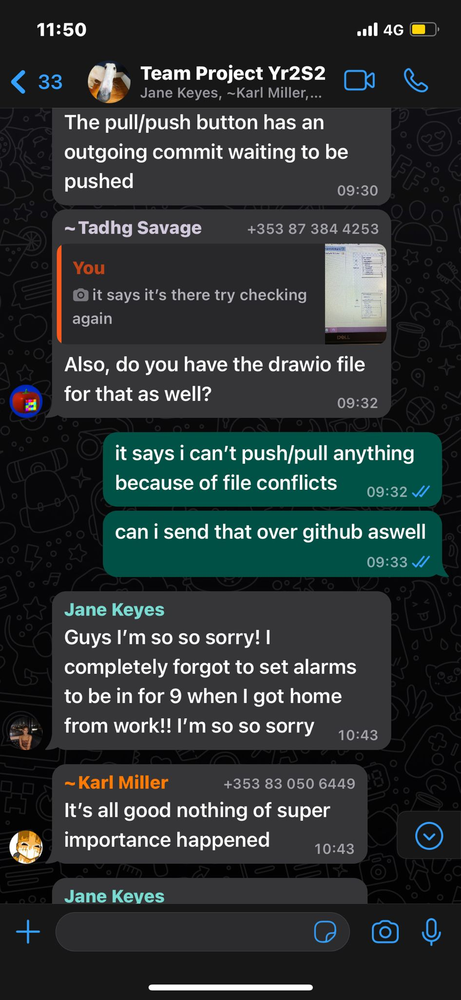 11:50
4G
33
Team Project Yr2S2
Jane Keyes, ~Karl Miller,...
The pull/push button has an
outgoing commit waiting to be
pushed
09:30
~Tadhg Savage +353 87 384 4253
You
it says it’s there try checking
again
DELL
Also, do you have the drawio file
for that as well?
09:32
it says i can’t push/pull anything
because of file conflicts
09:32
can i send that over github aswell
09:33
Jane Keyes
Guys I’m so so sorry! I
completely forgot to set alarms
to be in for 9 when I got home
from work!! I’m so so sorry
10:43
~Karl Miller +353 83 050 6449
It’s all good nothing of super
importance happened
10:43
Jane Keyes